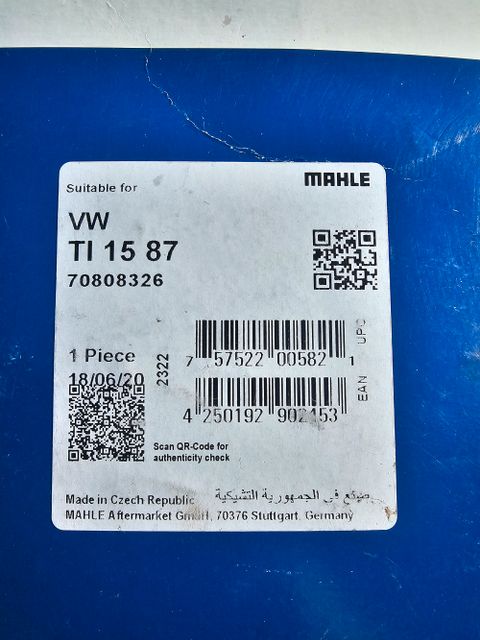 Suitable for
MAHLE
VW
TI 15 87
70808326
1 Piece
18/06/20
2322
7 57522 00582 1
UPC
4 250192 902453
EAN
Scan QR-Code for
authenticity check
Made in Czech Republic صنع في الجمهورية التشيكية
MAHLE Aftermarket GmbH, 70376 Stuttgart, Germany